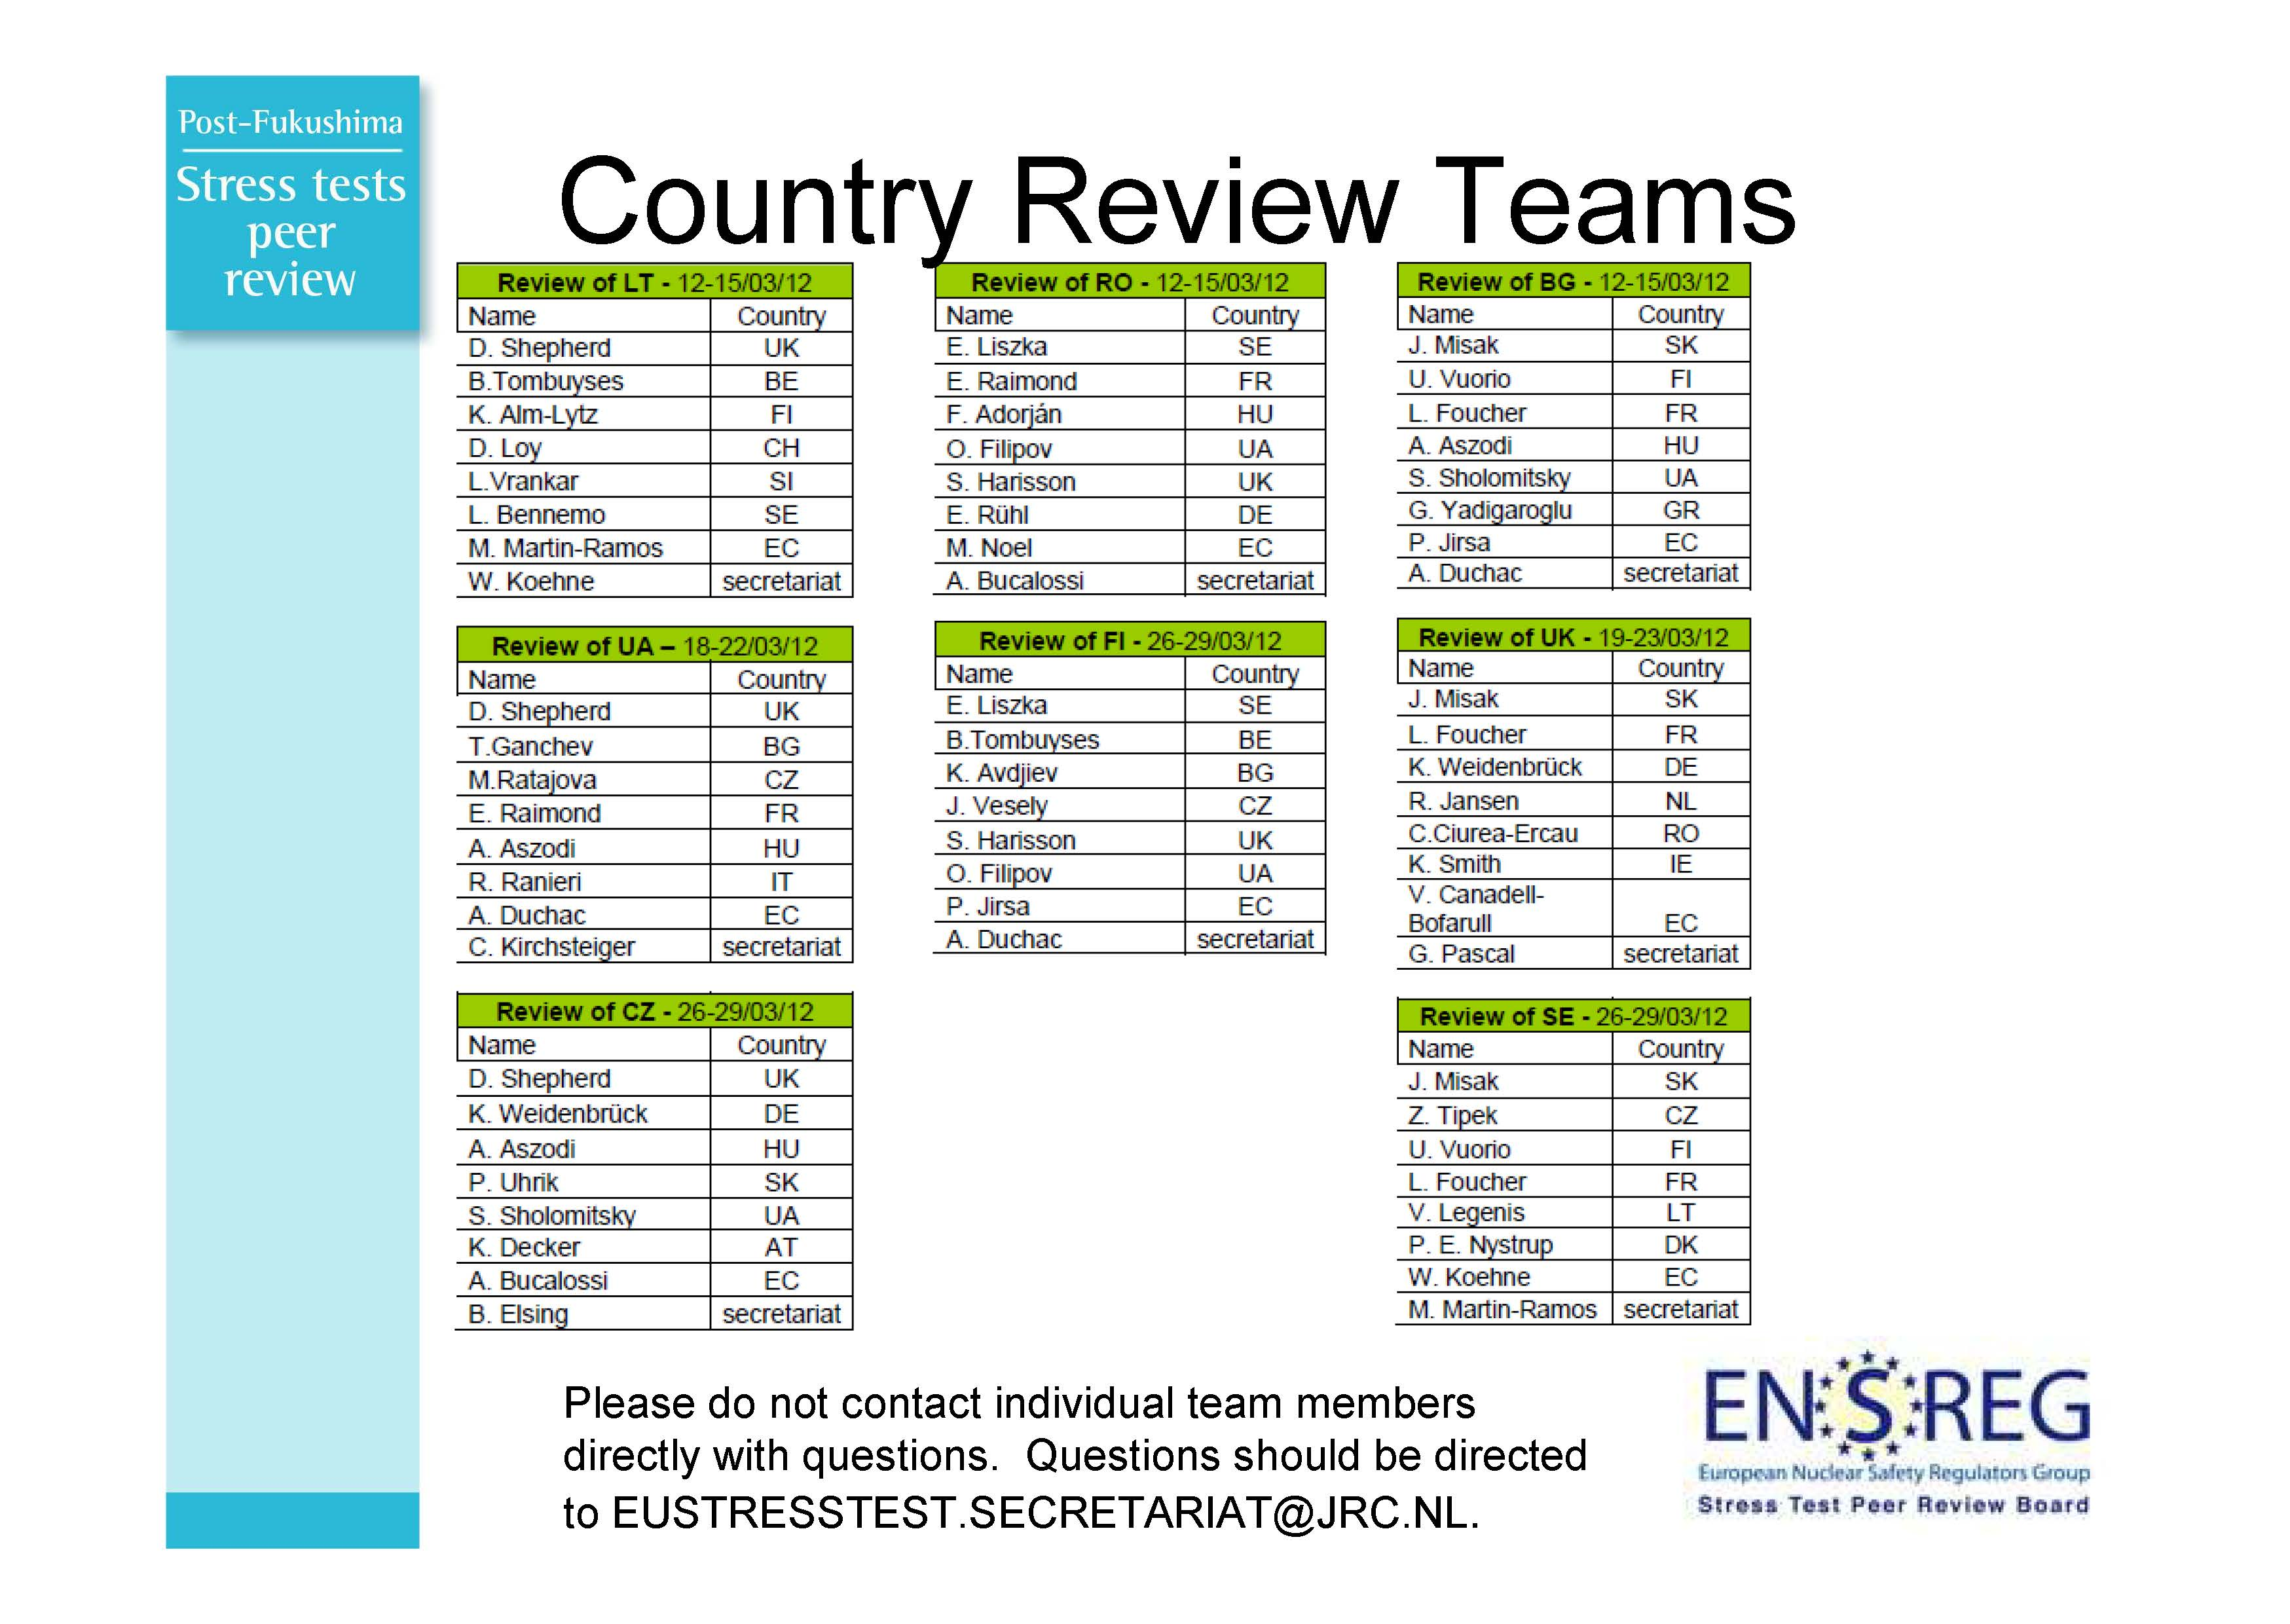 Post-Fukushima
Stress tests
peer
review
Country Review Teams
Review of LT - 12-15/03/12
Name Country
D. Shepherd UK
B.Tombuyses BE
K. Alm-Lytz FI
D. Loy CH
L.Vrankar SI
L. Bennemo SE
M. Martin-Ramos EC
W. Koehne secretariat
Review of RO - 12-15/03/12
Name Country
E. Liszka SE
E. Raimond FR
F. Adorján HU
O. Filipov UA
S. Harisson UK
E. Rühl DE
M. Noel EC
A. Bucalossi secretariat
Review of BG - 12-15/03/12
Name Country
J. Misak SK
U. Vuorio FI
L. Foucher FR
A. Aszodi HU
S. Sholomitsky UA
G. Yadigaroglu GR
P. Jirsa EC
A. Duchac secretariat
Review of UA – 18-22/03/12
Name Country
D. Shepherd UK
T.Ganchev BG
M.Ratajova CZ
E. Raimond FR
A. Aszodi HU
R. Ranieri IT
A. Duchac EC
C. Kirchsteiger secretariat
Review of FI - 26-29/03/12
Name Country
E. Liszka SE
B.Tombuyses BE
K. Avdjiev BG
J. Vesely CZ
S. Harisson UK
O. Filipov UA
P. Jirsa EC
A. Duchac secretariat
Review of UK - 19-23/03/12
Name Country
J. Misak SK
L. Foucher FR
K. Weidenbrück DE
R. Jansen NL
C.Ciurea-Ercau RO
K. Smith IE
V. Canadell-
Bofarull EC
G. Pascal secretariat
Review of CZ - 26-29/03/12
Name Country
D. Shepherd UK
K. Weidenbrück DE
A. Aszodi HU
P. Uhrik SK
S. Sholomitsky UA
K. Decker AT
A. Bucalossi EC
B. Elsing secretariat
Review of SE - 26-29/03/12
Name Country
J. Misak SK
Z. Tipek CZ
U. Vuorio FI
L. Foucher FR
V. Legenis LT
P. E. Nystrup DK
W. Koehne EC
M. Martin-Ramos secretariat
Please do not contact individual team members
directly with questions. Questions should be directed
to EUSTRESSTEST.SECRETARIAT@JRC.NL.
ENSREG
European Nuclear Safety Regulators Group
Stress Test Peer Review Board